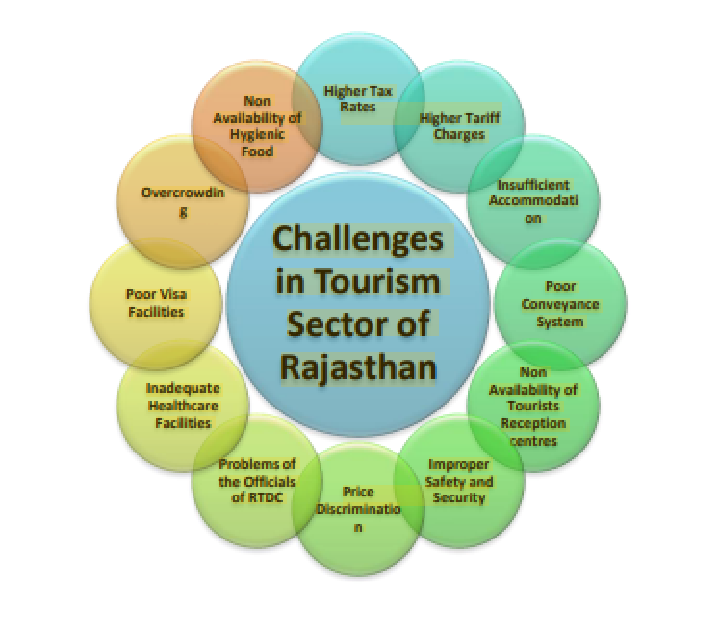 Challenges
in Tourism
Sector of
Rajasthan
Higher Tax
Rates
Higher Tariff
Charges
Insufficient
Accommodati
on
Poor
Conveyance
System
Non
Availability of
Tourists
Reception
centres
Improper
Safety and
Security
Price
Discriminatio
n
Problems of
the Officials
of RTDC
Inadequate
Healthcare
Facilities
Poor Visa
Facilities
Overcrowdin
g
Non
Availability of
Hygienic
Food